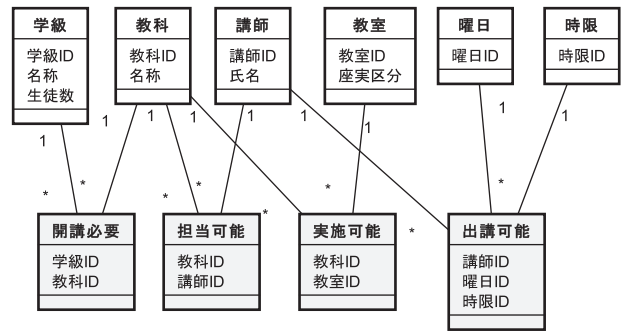 学級
学級ID
名称
生徒数
教科
教科ID
名称
講師
講師ID
氏名
教室
教室ID
座実区分
曜日
曜日ID
時限
時限ID
1
1
1
1
1
1
1
1
1
*
*
*
*
*
*
*
*
開講必要
学級ID
教科ID
担当可能
教科ID
講師ID
実施可能
教科ID
教室ID
出講可能
講師ID
曜日ID
時限ID